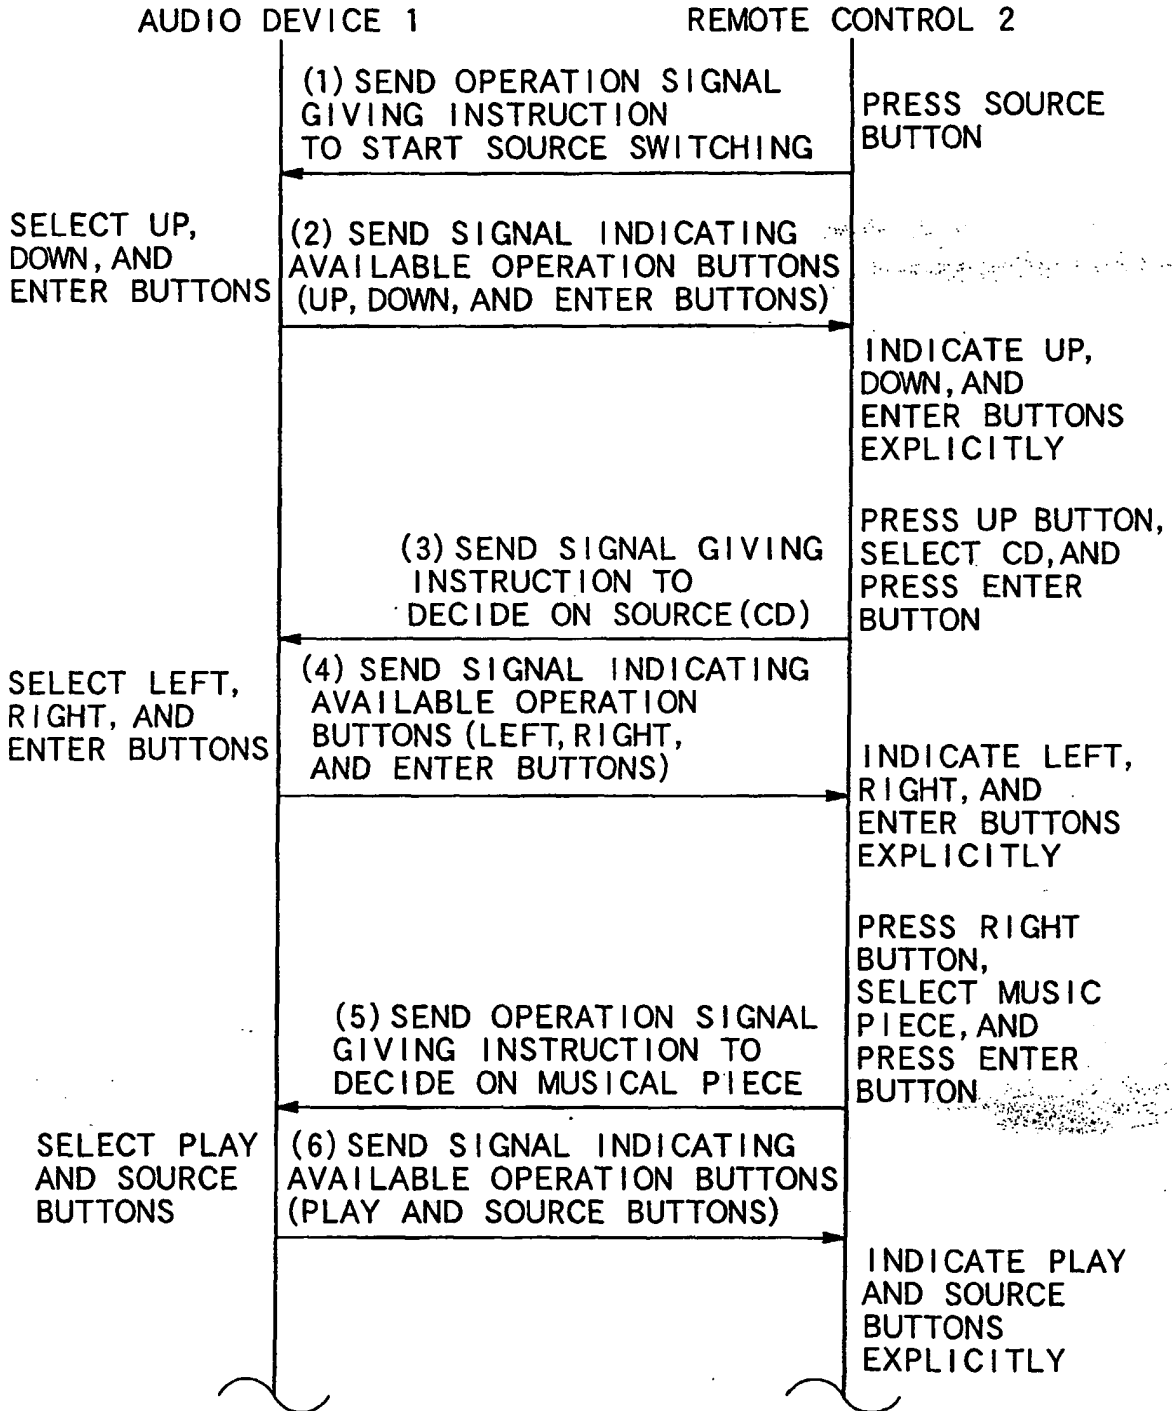 AUDIO DEVICE 1
REMOTE CONTROL 2
(1) SEND OPERATION SIGNAL
GIVING INSTRUCTION
TO START SOURCE SWITCHING
PRESS SOURCE
BUTTON
SELECT UP,
DOWN, AND
ENTER BUTTONS
(2) SEND SIGNAL INDICATING
AVAILABLE OPERATION BUTTONS
(UP, DOWN, AND ENTER BUTTONS)
INDICATE UP,
DOWN, AND
ENTER BUTTONS
EXPLICITLY
PRESS UP BUTTON,
SELECT CD, AND
PRESS ENTER
BUTTON
(3) SEND SIGNAL GIVING
INSTRUCTION TO
DECIDE ON SOURCE (CD)
SELECT LEFT,
RIGHT, AND
ENTER BUTTONS
(4) SEND SIGNAL INDICATING
AVAILABLE OPERATION
BUTTONS (LEFT, RIGHT,
AND ENTER BUTTONS)
INDICATE LEFT,
RIGHT, AND
ENTER BUTTONS
EXPLICITLY
PRESS RIGHT
BUTTON,
SELECT MUSIC
PIECE, AND
PRESS ENTER
BUTTON
(5) SEND OPERATION SIGNAL
GIVING INSTRUCTION TO
DECIDE ON MUSICAL PIECE
SELECT PLAY
AND SOURCE
BUTTONS
(6) SEND SIGNAL INDICATING
AVAILABLE OPERATION BUTTONS
(PLAY AND SOURCE BUTTONS)
INDICATE PLAY
AND SOURCE
BUTTONS
EXPLICITLY